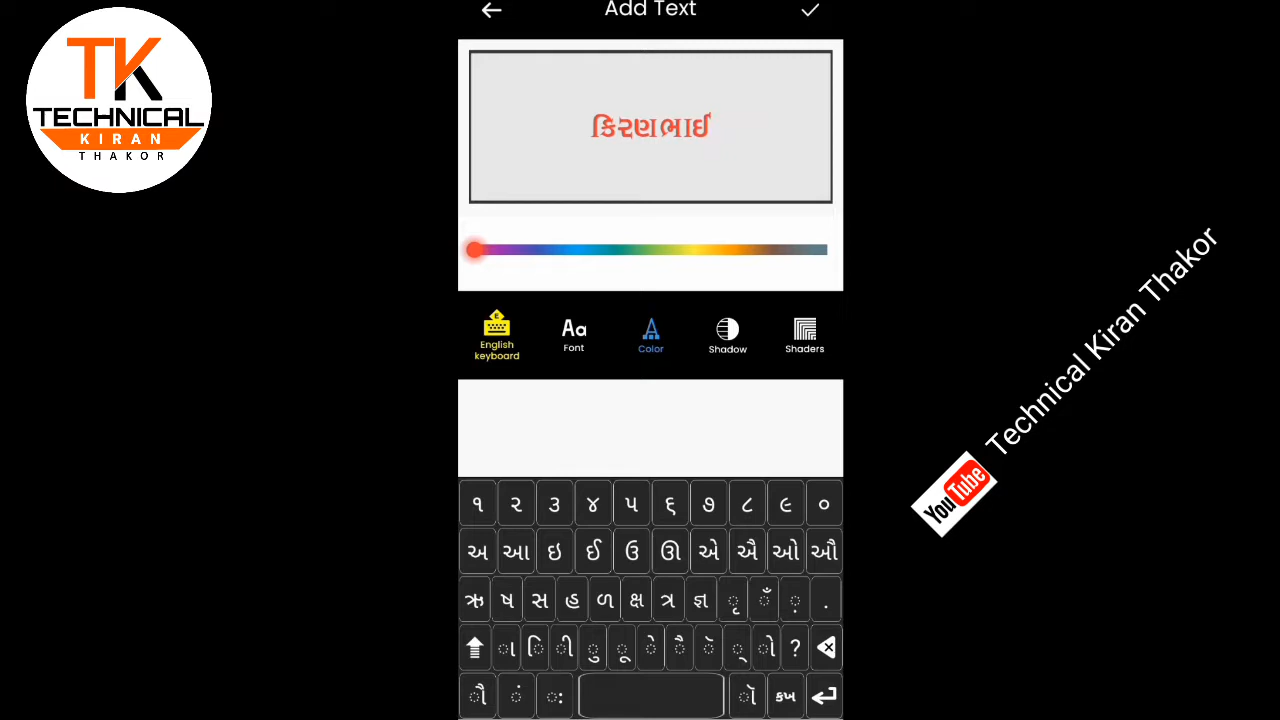 Add Text
TK
TECHNICAL
KIRAN
THAKOR
કિરણભાઈ
English
keyboard
Aa
Font
Color
Shadow
Shaders
Technical Kiran Thakor
YouTube
૧ ૨ ૩ ૪ ૫ ૬ ૭ ૮ ૯ ૦
અ આ ઇ ઈ ઉ ઊ એ ઐ ઓ ઔ
ઋ ષ સ હ ળ ક્ષ ત્ર જ્ઞ ૃ ઁ ઼ .
ા િ ી ુ ૂ ે ૈ ૅ ્ ો ?
ૌ ં ઃ ૉ કખ